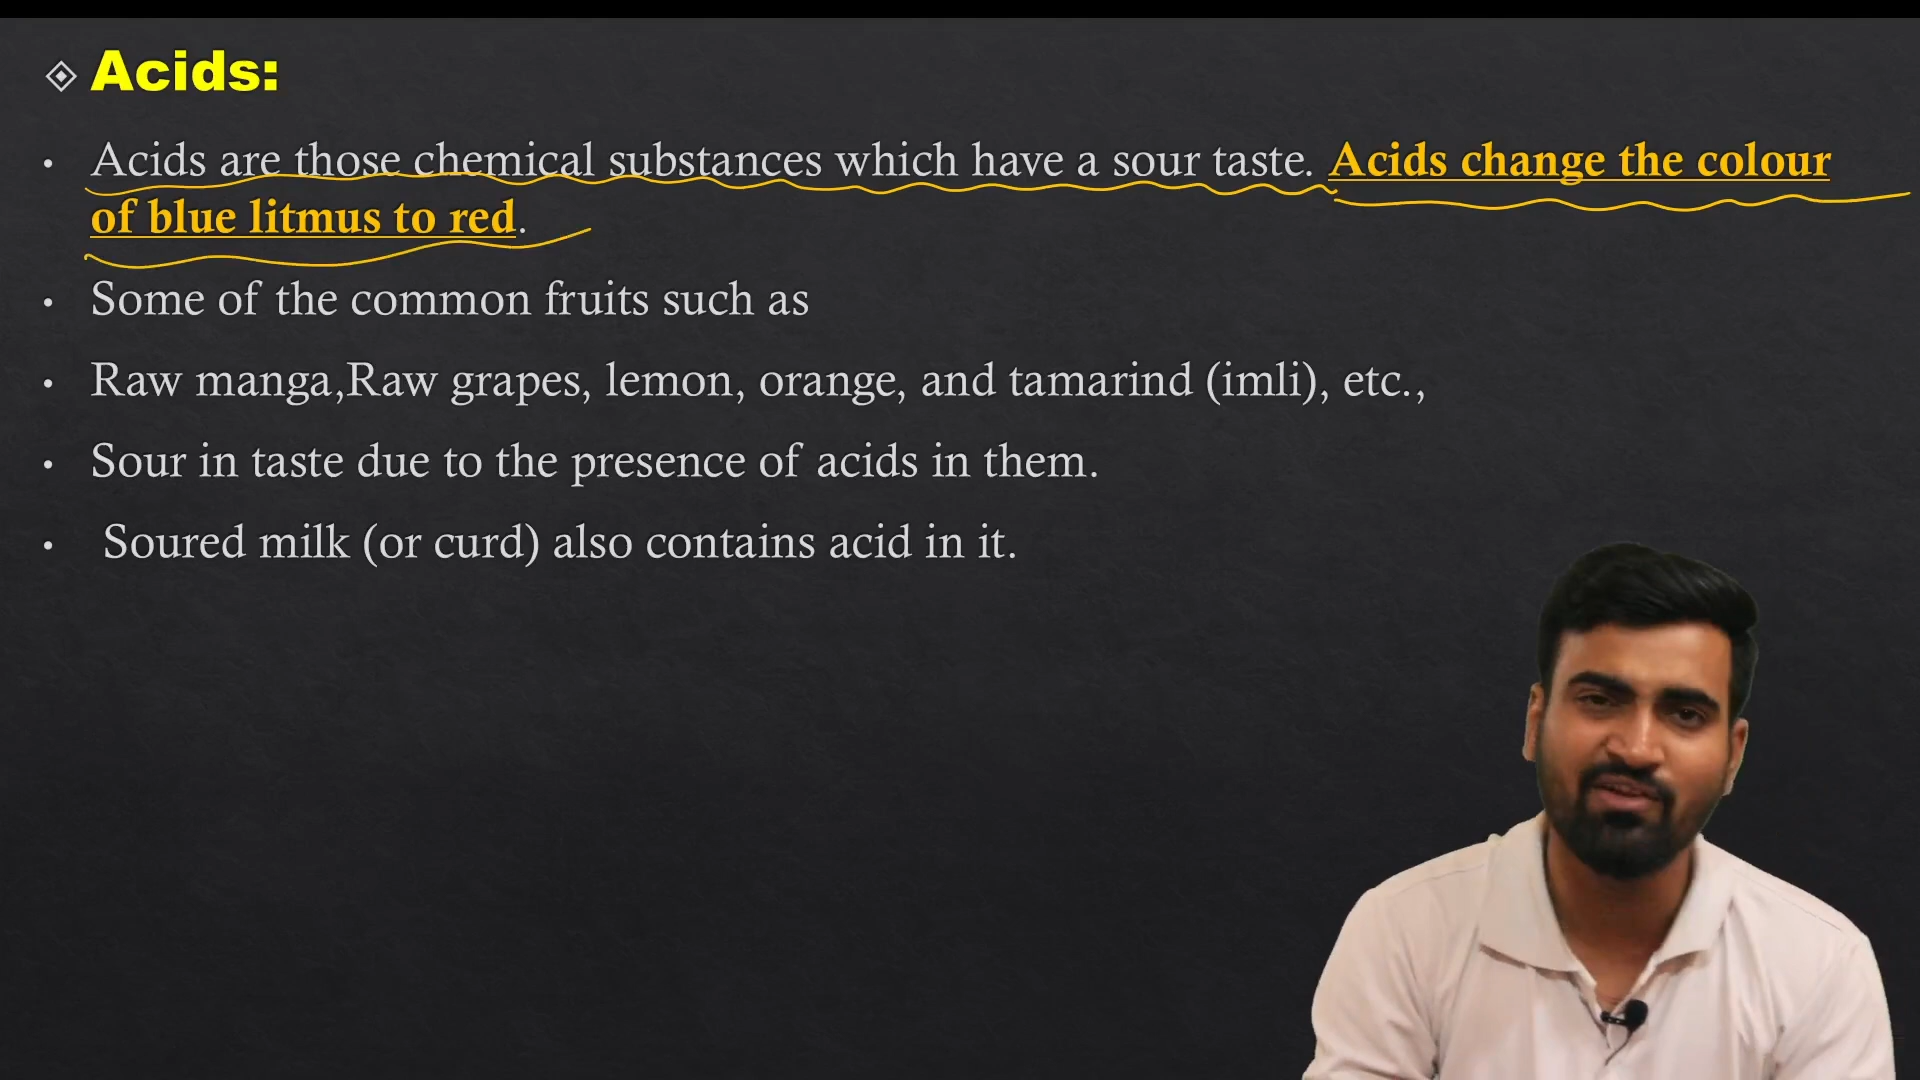 Acids:
Acids are those chemical substances which have a sour taste. Acids change the colour
of blue litmus to red.
Some of the common fruits such as
Raw manga,Raw grapes, lemon, orange, and tamarind (imli), etc.,
Sour in taste due to the presence of acids in them.
Soured milk (or curd) also contains acid in it.